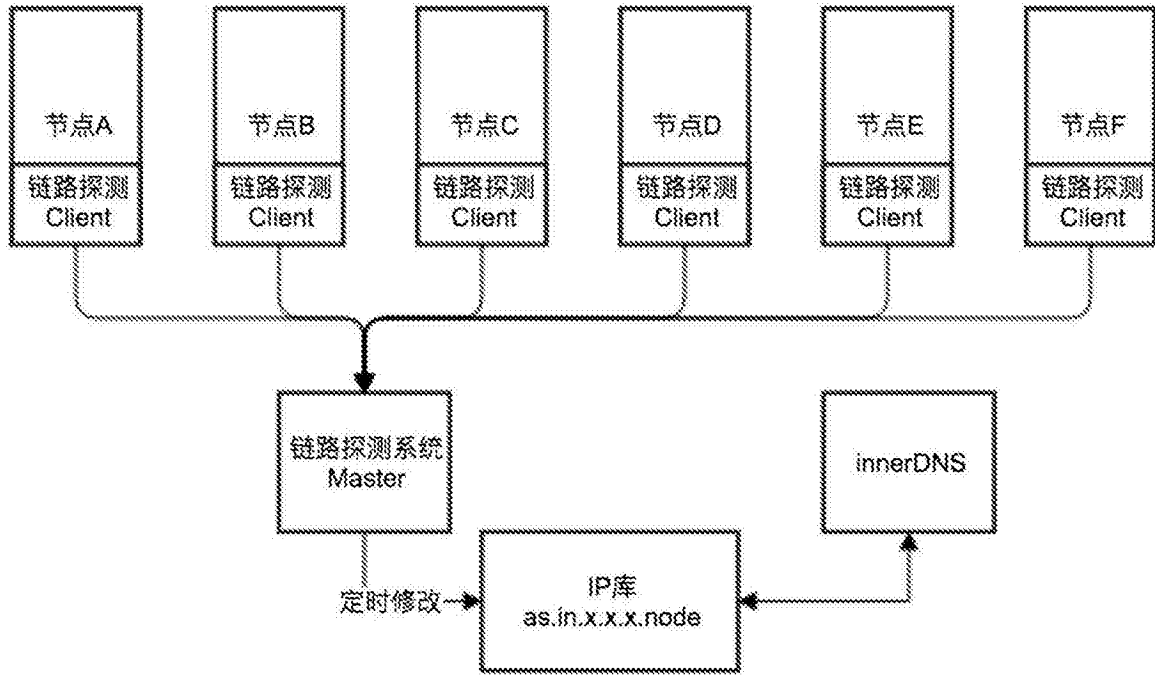 节点A
节点B
节点C
节点D
节点E
节点F
链路探测
Client
链路探测
Client
链路探测
Client
链路探测
Client
链路探测
Client
链路探测
Client
链路探测系统
Master
innerDNS
定时修改
IP库
as.in.x.x.x.node